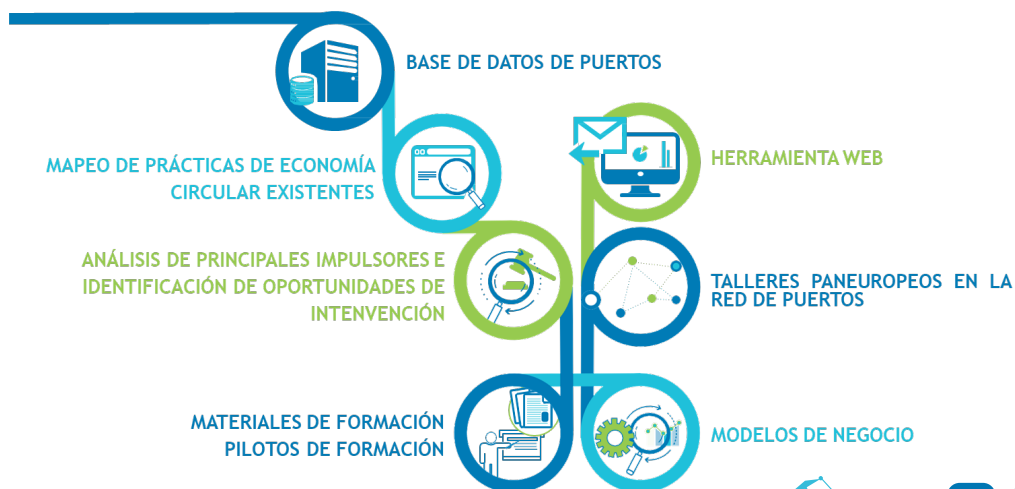 BASE DE DATOS DE PUERTOS
MAPEO DE PRÁCTICAS DE ECONOMÍA
CIRCULAR EXISTENTES
ANÁLISIS DE PRINCIPALES IMPULSORES E
IDENTIFICACIÓN DE OPORTUNIDADES DE
INTENVENCIÓN
MATERIALES DE FORMACIÓN
PILOTOS DE FORMACIÓN
MODELOS DE NEGOCIO
TALLERES PANEUROPEOS EN LA
RED DE PUERTOS
HERRAMIENTA WEB